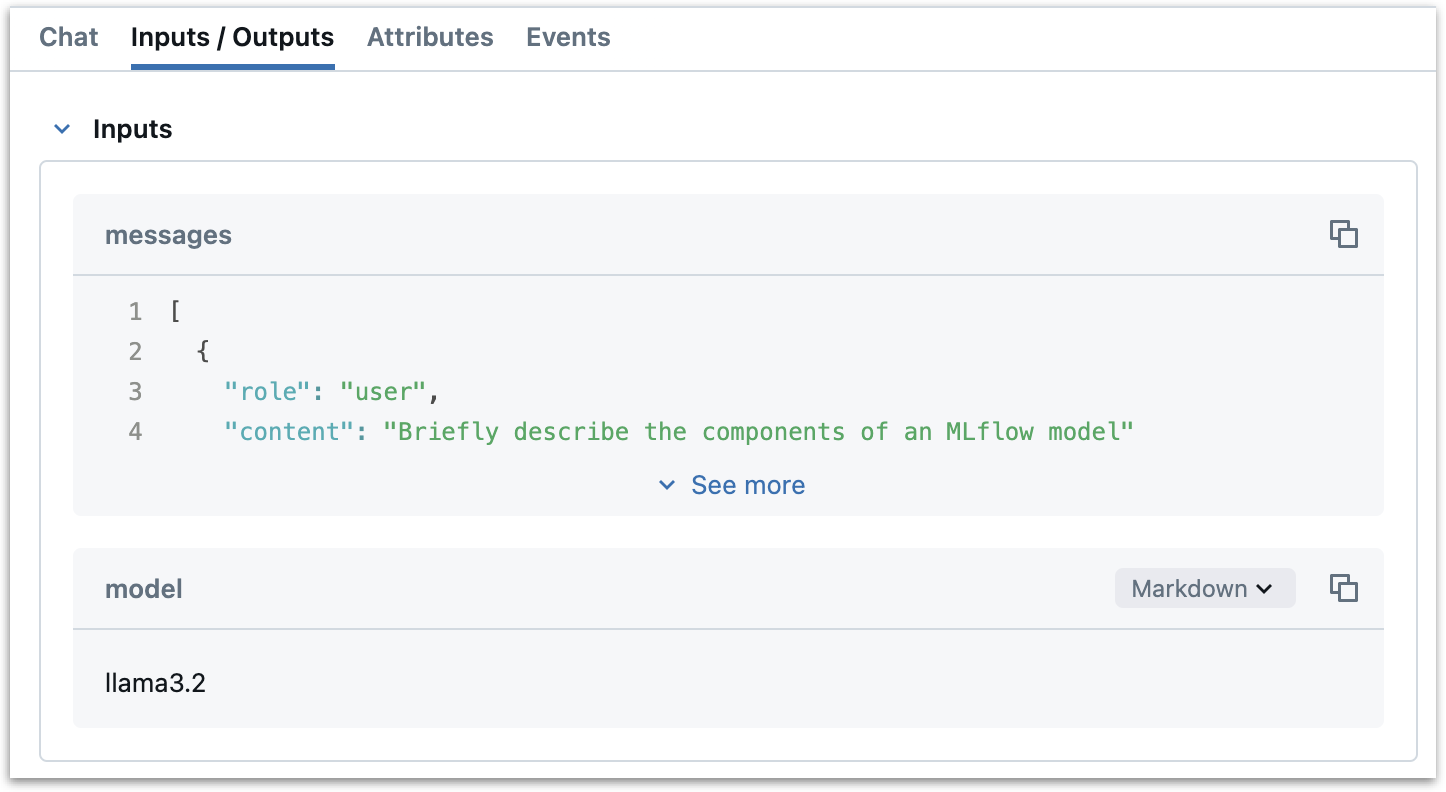 Chat Inputs / Outputs Attributes Events
Inputs
messages
1 [
2 {
3 "role": "user",
4 "content": "Briefly describe the components of an MLflow model"
See more
model Markdown
llama3.2